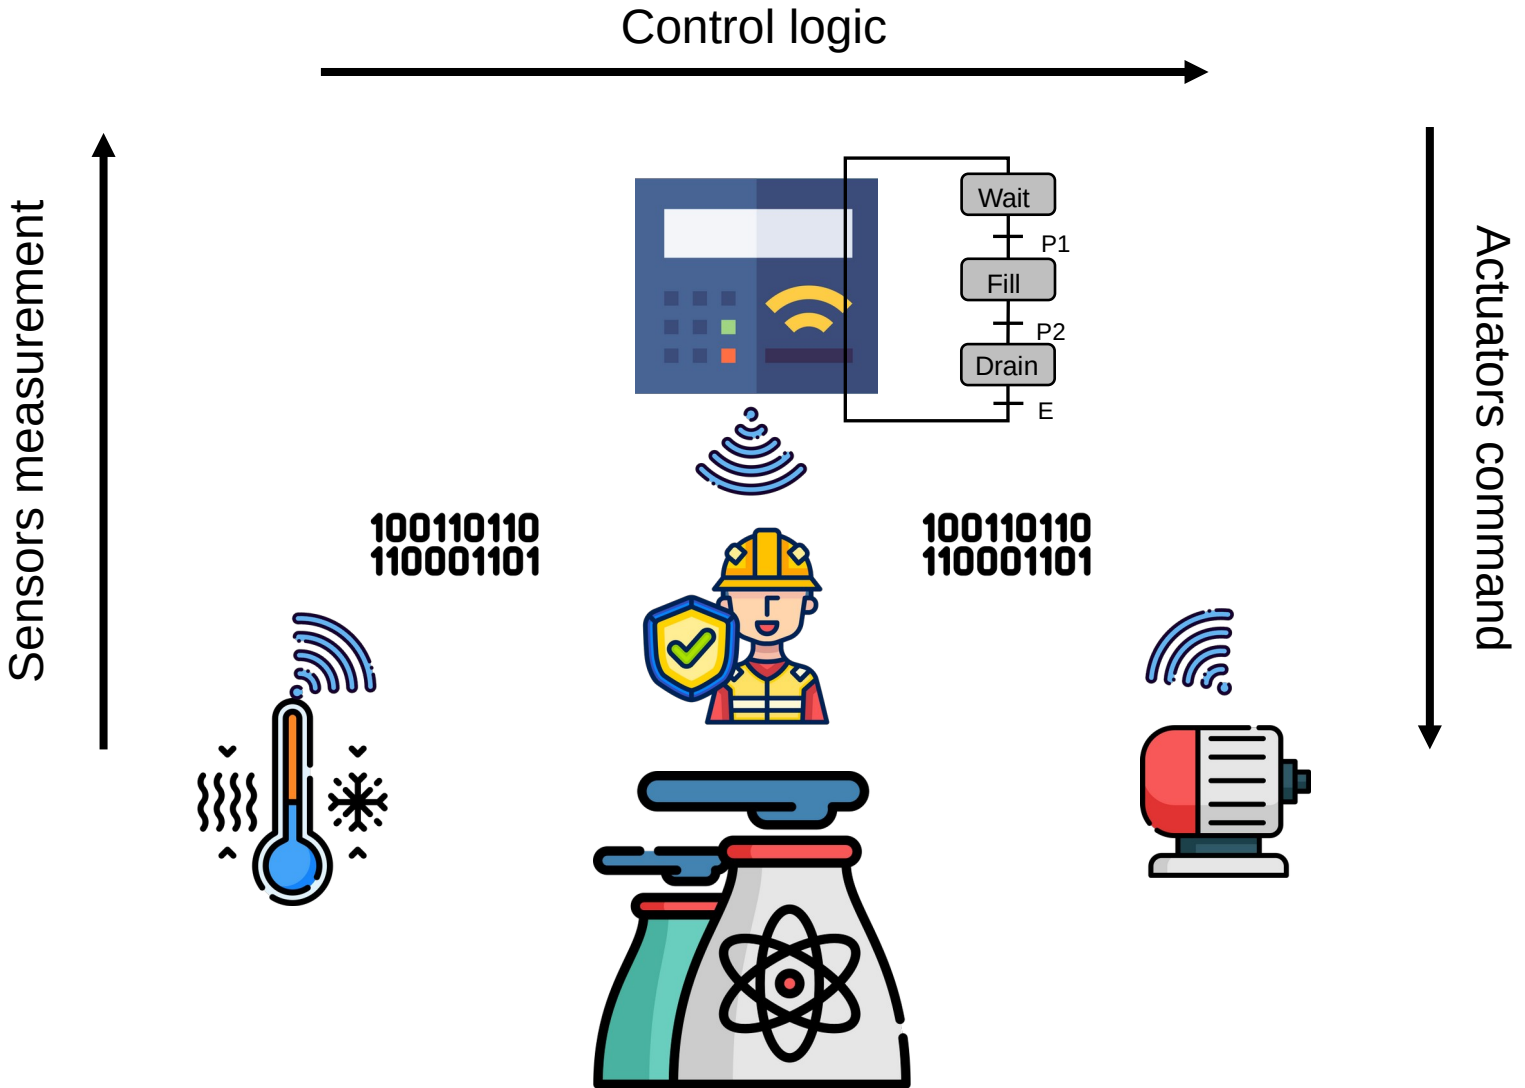 Control logic
Sensors measurement
Wait
P1
Fill
P2
Drain
E
100110110
110001101
100110110
110001101
Actuators command